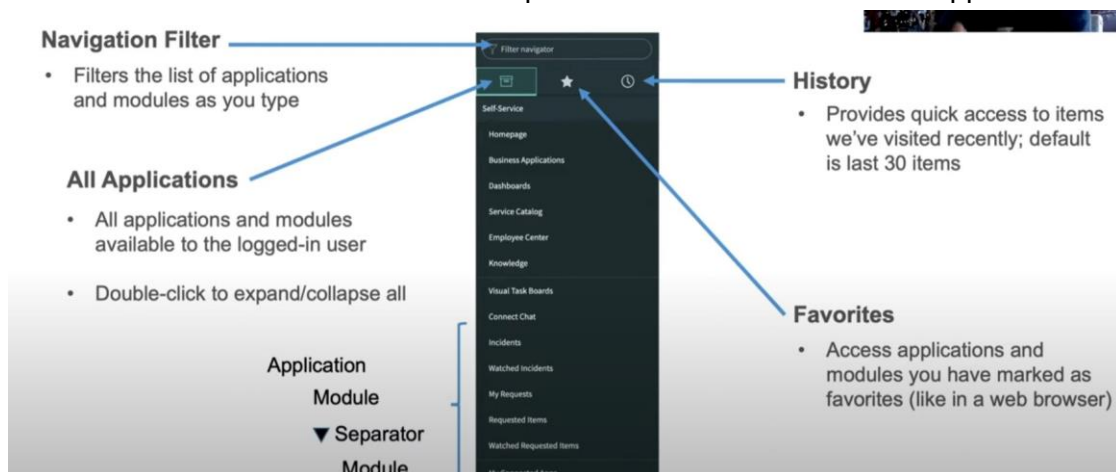 Navigation Filter
• Filters the list of applications
and modules as you type
All Applications
• All applications and modules
available to the logged-in user
• Double-click to expand/collapse all
Application
Module
▼ Separator
Module
Filter navigator
Self-Service
Homepage
Business Applications
Dashboards
Service Catalog
Employee Center
Knowledge
Visual Task Boards
Connect Chat
Incidents
Watched Incidents
My Requests
Requested Items
Watched Requested Items
History
• Provides quick access to items
we've visited recently; default
is last 30 items
Favorites
• Access applications and
modules you have marked as
favorites (like in a web browser)